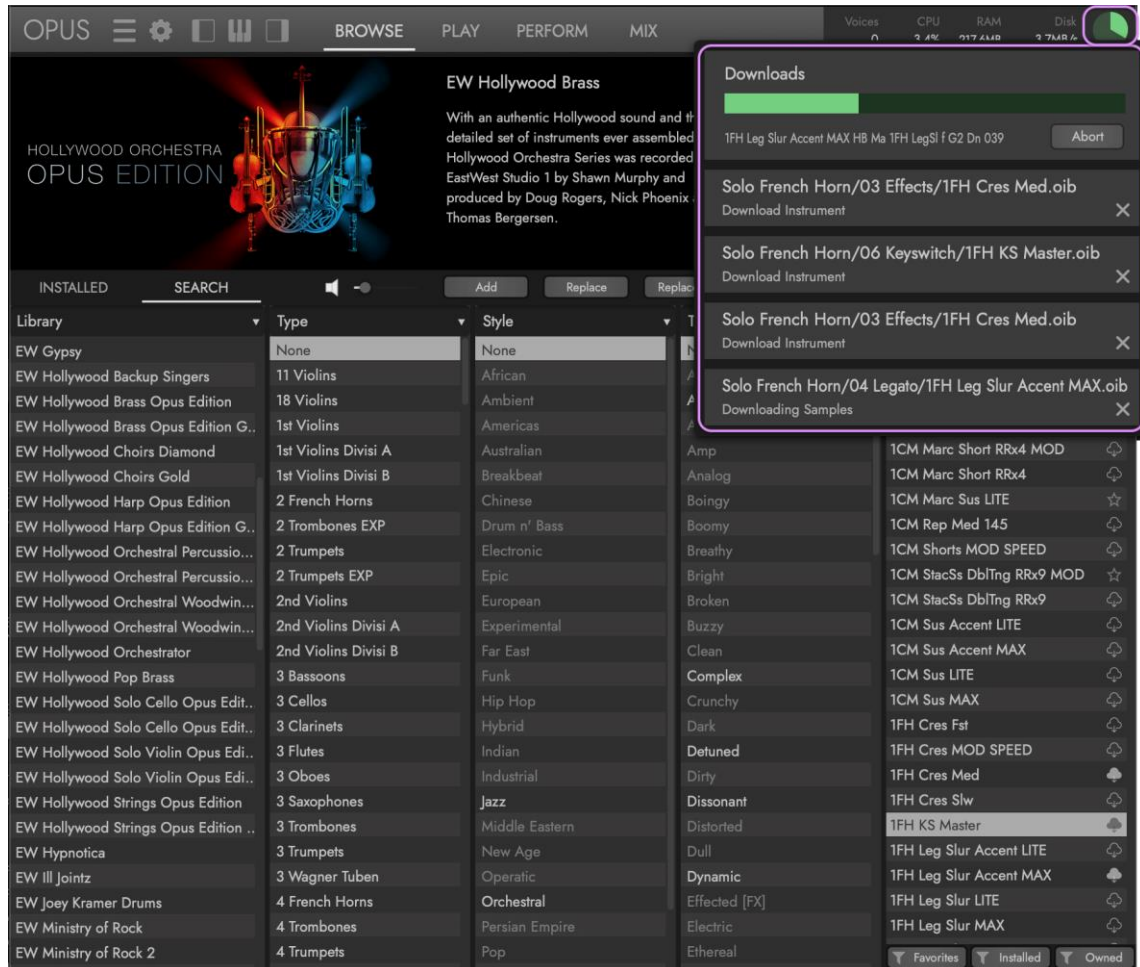 OPUS
BROWSE
PLAY
PERFORM
MIX
Voices
CPU
RAM
Disk
0
3.4%
217.6MB
3.7MB/s
HOLLYWOOD ORCHESTRA
OPUS EDITION
EW Hollywood Brass
With an authentic Hollywood sound and
detailed set of instruments ever assembled
Hollywood Orchestra Series was recorded
EastWest Studio 1 by Shawn Murphy and
produced by Doug Rogers, Nick Phoenix
Thomas Bergersen.
Downloads
1FH Leg Slur Accent MAX HB Ma 1FH LegSl f G2 Dn 039
Abort
Solo French Horn/03 Effects/1FH Cres Med.oib
Download Instrument
Solo French Horn/06 Keyswitch/1FH KS Master.oib
Download Instrument
Solo French Horn/03 Effects/1FH Cres Med.oib
Download Instrument
Solo French Horn/04 Legato/1FH Leg Slur Accent MAX.oib
Downloading Samples
INSTALLED
SEARCH
Add
Replace
Replac
Library
EW Gypsy
EW Hollywood Backup Singers
EW Hollywood Brass Opus Edition
EW Hollywood Brass Opus Edition G..
EW Hollywood Choirs Diamond
EW Hollywood Choirs Gold
EW Hollywood Harp Opus Edition
EW Hollywood Harp Opus Edition G..
EW Hollywood Orchestral Percussio...
EW Hollywood Orchestral Percussio...
EW Hollywood Orchestral Woodwin...
EW Hollywood Orchestral Woodwin...
EW Hollywood Orchestrator
EW Hollywood Pop Brass
EW Hollywood Solo Cello Opus Edit..
EW Hollywood Solo Cello Opus Edit..
EW Hollywood Solo Violin Opus Edi..
EW Hollywood Solo Violin Opus Edi..
EW Hollywood Strings Opus Edition
EW Hollywood Strings Opus Edition ..
EW Hypnotica
EW Ill Jointz
EW Joey Kramer Drums
EW Ministry of Rock
EW Ministry of Rock 2
Type
None
11 Violins
18 Violins
1st Violins
1st Violins Divisi A
1st Violins Divisi B
2 French Horns
2 Trombones EXP
2 Trumpets
2 Trumpets EXP
2nd Violins
2nd Violins Divisi A
2nd Violins Divisi B
3 Bassoons
3 Cellos
3 Clarinets
3 Flutes
3 Oboes
3 Saxophones
3 Trombones
3 Trumpets
3 Wagner Tuben
4 French Horns
4 Trombones
4 Trumpets
Style
None
African
Ambient
Americas
Australian
Breakbeat
Chinese
Drum n' Bass
Electronic
Epic
European
Experimental
Far East
Funk
Hip Hop
Hybrid
Indian
Industrial
Jazz
Middle Eastern
New Age
Operatic
Orchestral
Persian Empire
Pop
Amp
Analog
Boingy
Boomy
Breathy
Bright
Broken
Buzzy
Clean
Complex
Crunchy
Dark
Detuned
Dirty
Dissonant
Distorted
Dull
Dynamic
Effected [FX]
Electric
Ethereal
1CM Marc Short RRx4 MOD
1CM Marc Short RRx4
1CM Marc Sus LITE
1CM Rep Med 145
1CM Shorts MOD SPEED
1CM StacSs DblTng RRx9 MOD
1CM StacSs DblTng RRx9
1CM Sus Accent LITE
1CM Sus Accent MAX
1CM Sus LITE
1CM Sus MAX
1FH Cres Fst
1FH Cres MOD SPEED
1FH Cres Med
1FH Cres Slw
1FH KS Master
1FH Leg Slur Accent LITE
1FH Leg Slur Accent MAX
1FH Leg Slur LITE
1FH Leg Slur MAX
Favorites
Installed
Owned